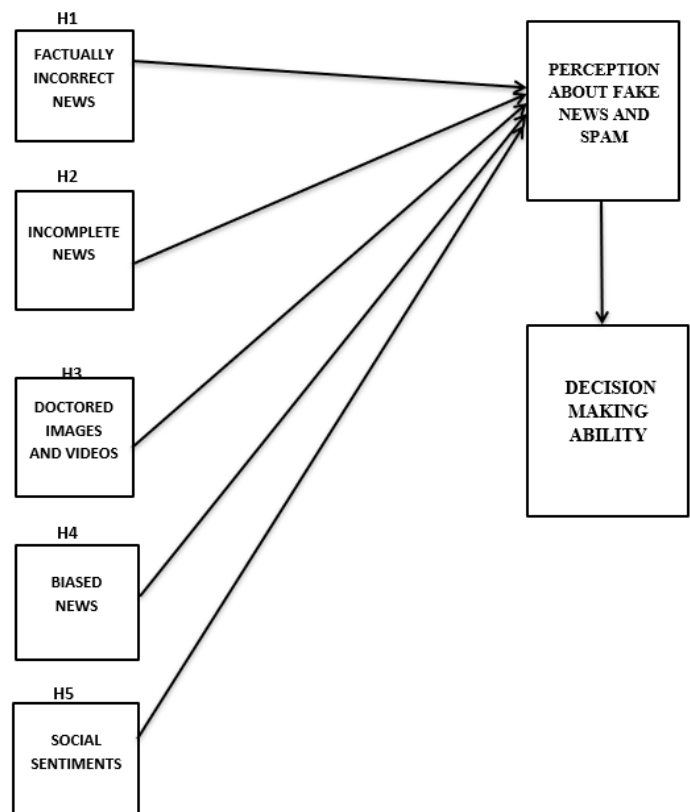 H1
FACTUALLY
INCORRECT
NEWS
H2
INCOMPLETE
NEWS
H3
DOCTORED
IMAGES
AND VIDEOS
H4
BIASED
NEWS
H5
SOCIAL
SENTIMENTS
PERCEPTION
ABOUT FAKE
NEWS AND
SPAM
DECISION
MAKING
ABILITY